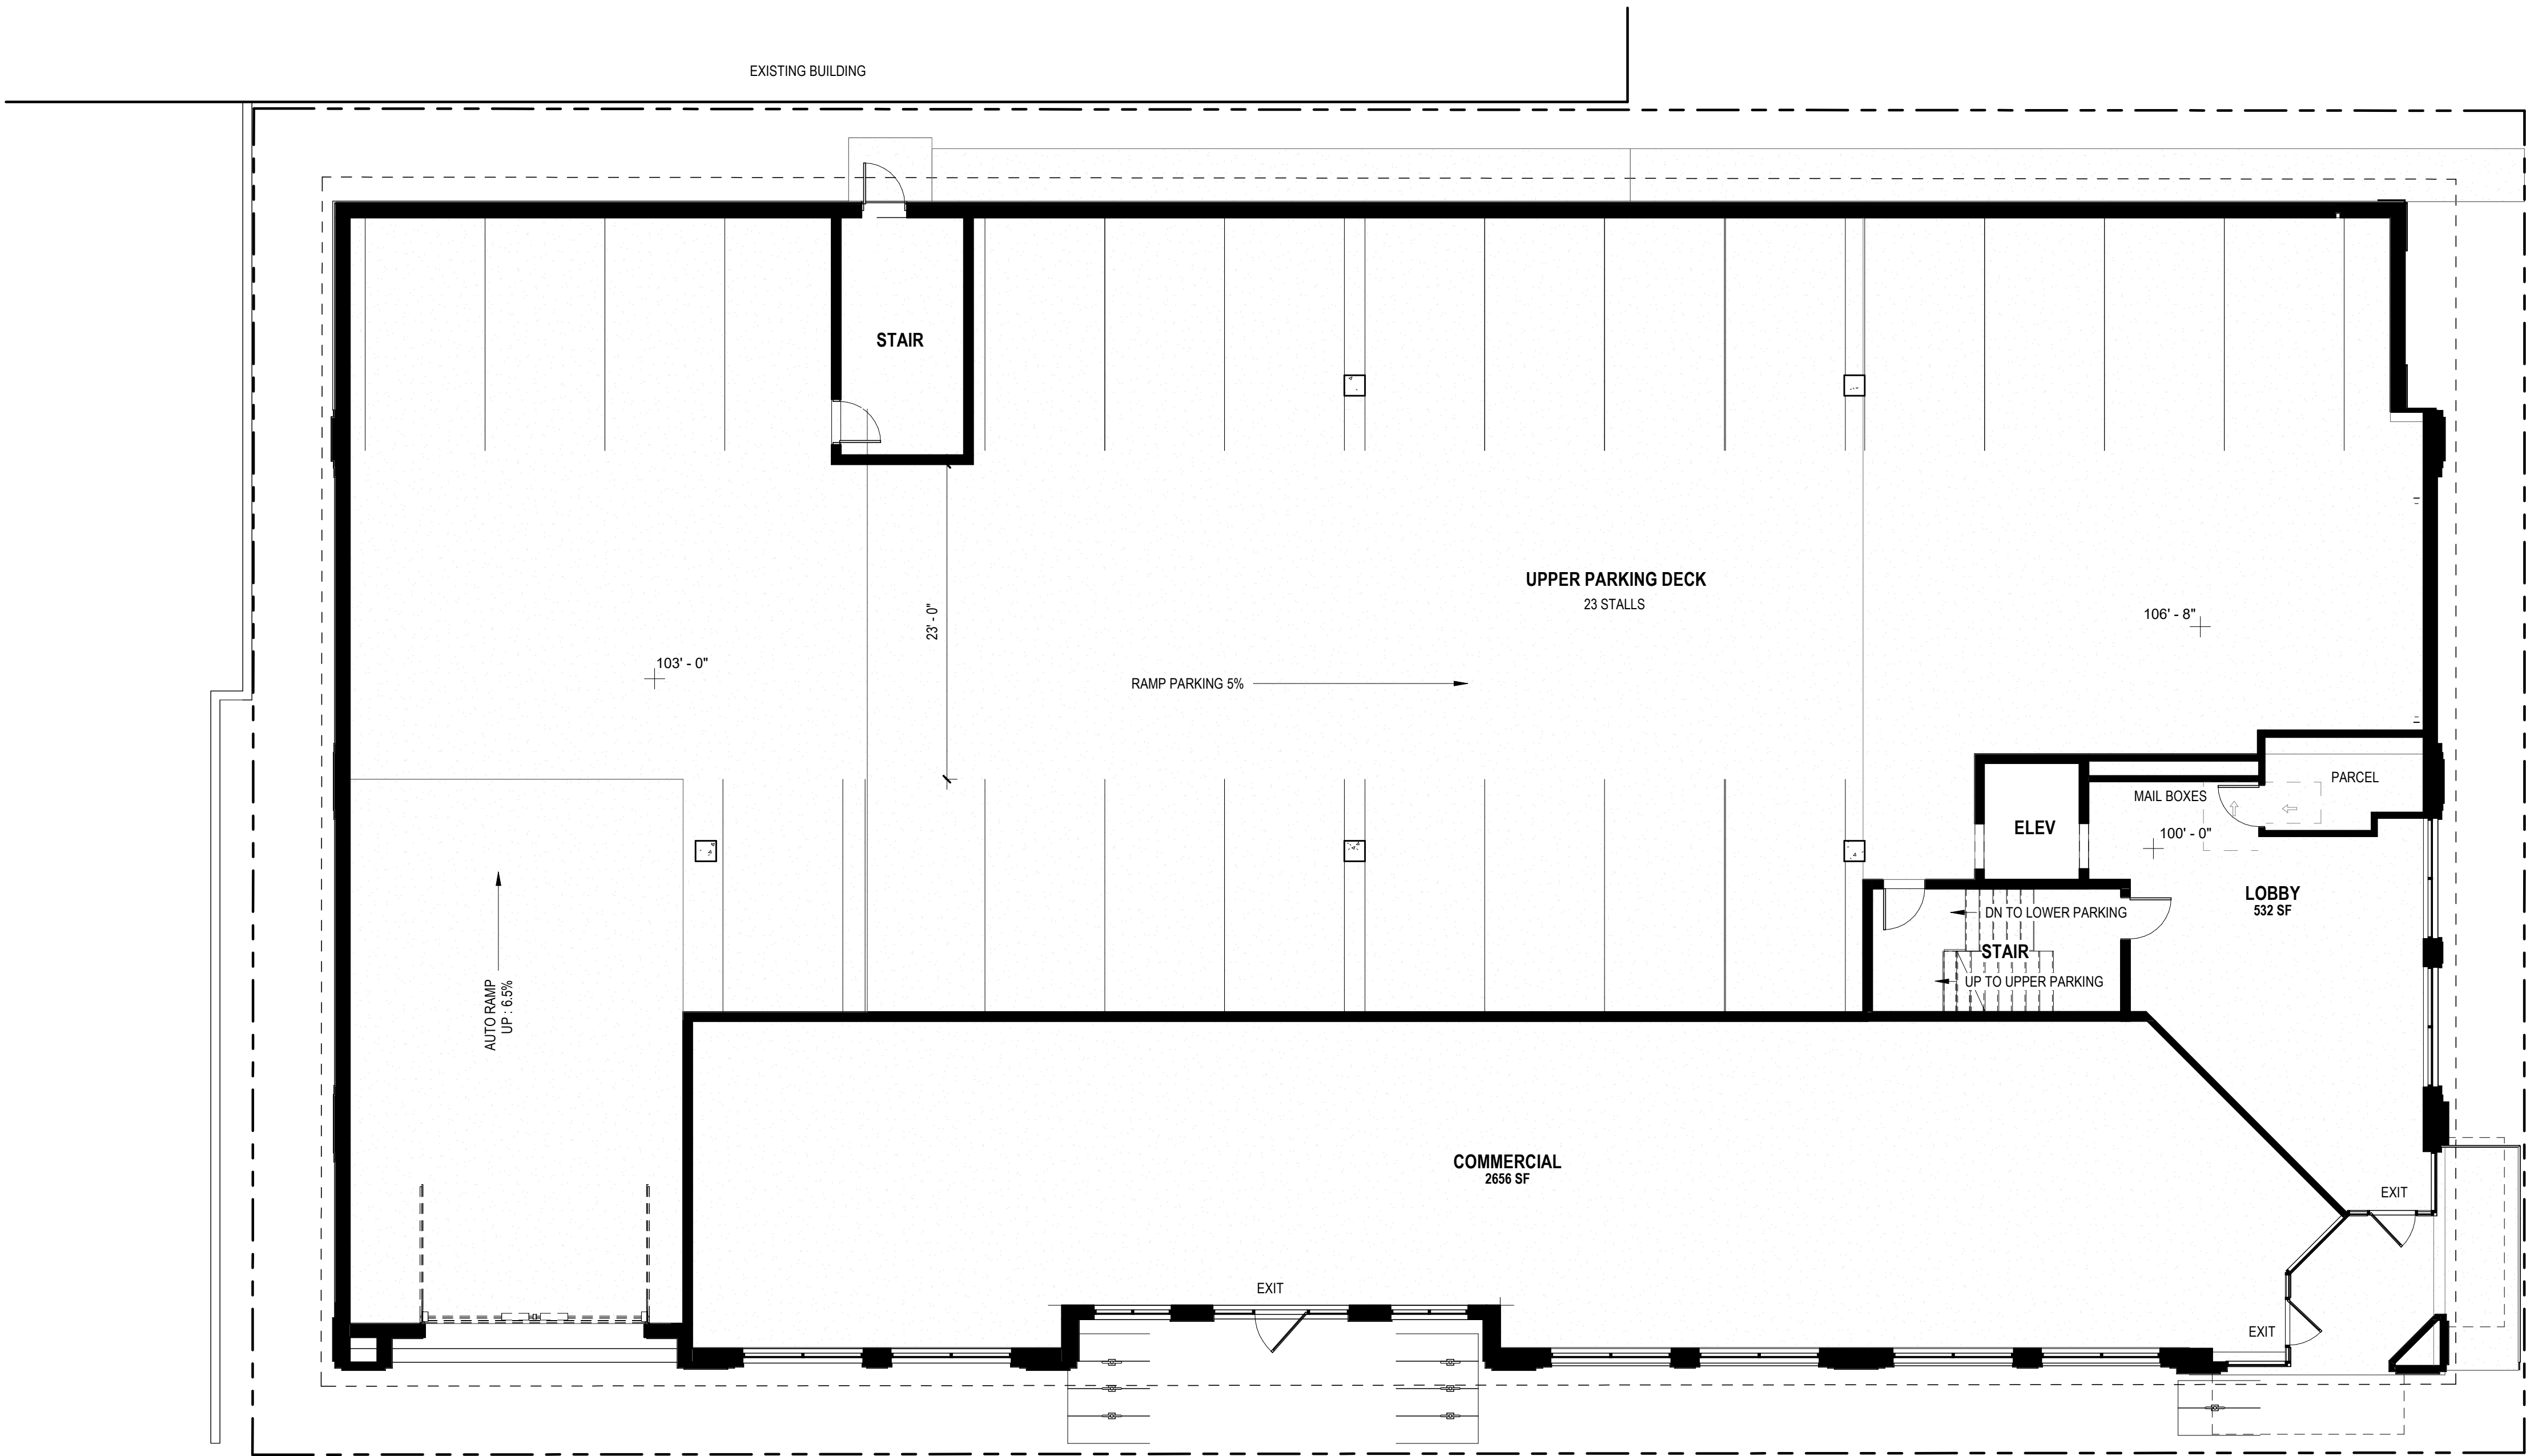 EXISTING BUILDING
STAIR
UPPER PARKING DECK
23 STALLS
23' - 0"
106' - 8"
103' - 0"
RAMP PARKING 5%
PARCEL
MAIL BOXES
ELEV
100' - 0"
LOBBY
532 SF
DN TO LOWER PARKING
STAIR
UP TO UPPER PARKING
AUTO RAMP
UP : 6.5%
COMMERCIAL
2656 SF
EXIT
EXIT
EXIT